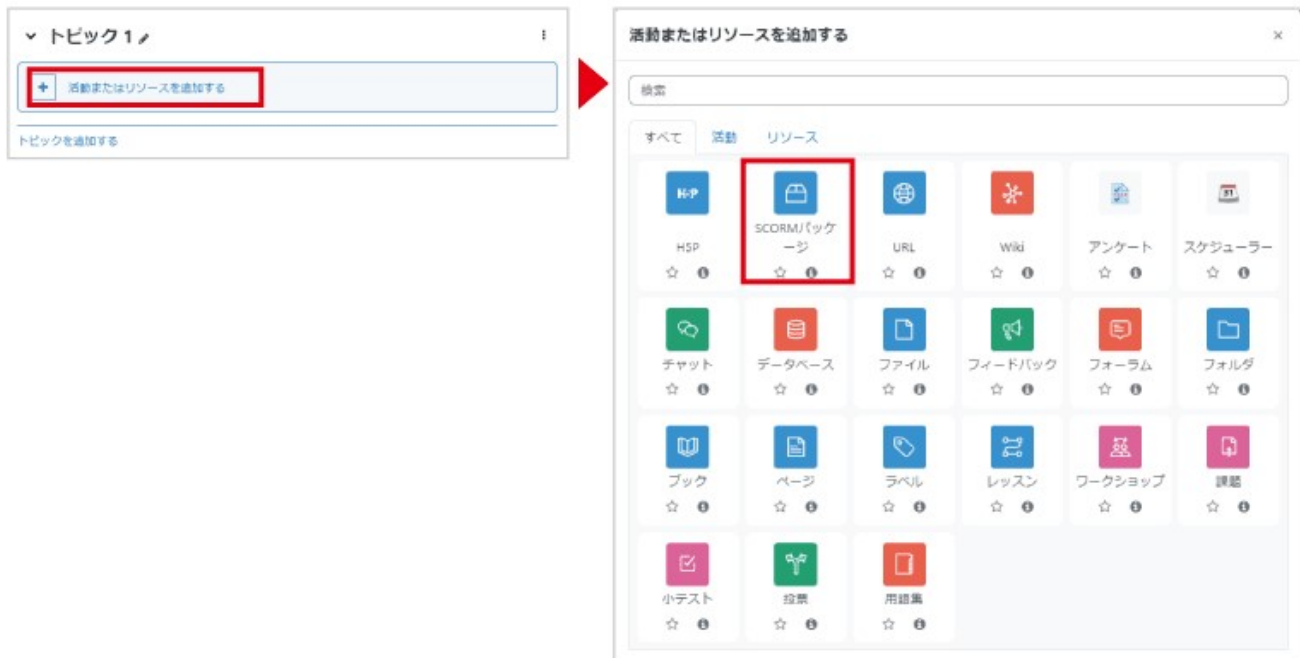 トピック 1
活動またはリソースを追加する
トピックを追加する
活動またはリソースを追加する
検索
すべて 活動 リソース
H-P
31
H5P
SCORMパッケ
ージ
URL
Wiki
アンケート
スケジューラー
チャット
データベース
ファイル
フィードバック
フォーラム
フォルダ
ブック
ページ
ラベル
レッスン
ワークショップ
課題
小テスト
投票
用語集